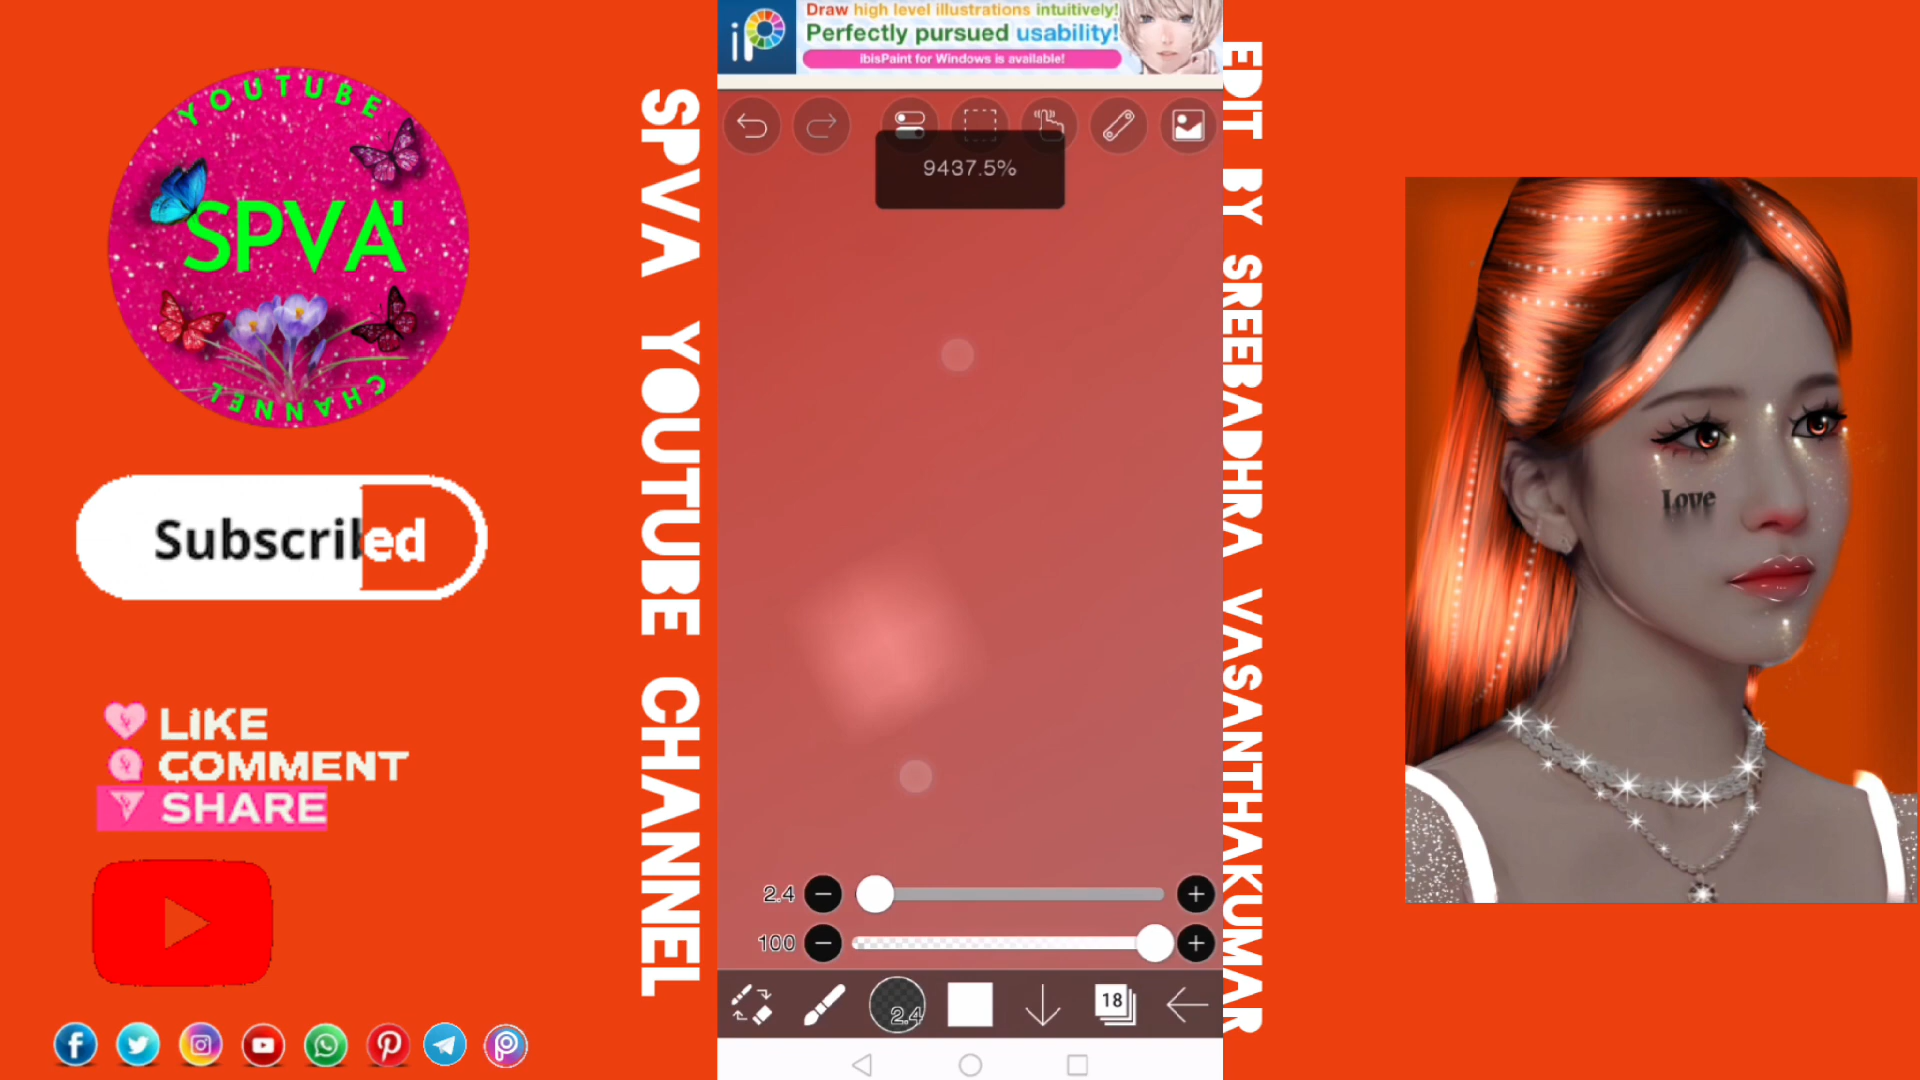 YOUTUBE
SPVA'
CHANNEL
Subscribed
LIKE
COMMENT
SHARE
SPVA YOUTUBE CHANNEL
iP
Draw high level illustrations intuitively!
Perfectly pursued usability!
ibisPaint for Windows is available!
9437.5%
2.4
100
2.4
18
EDIT BY SREEBADHRA VASANTHAKUMAR
Love